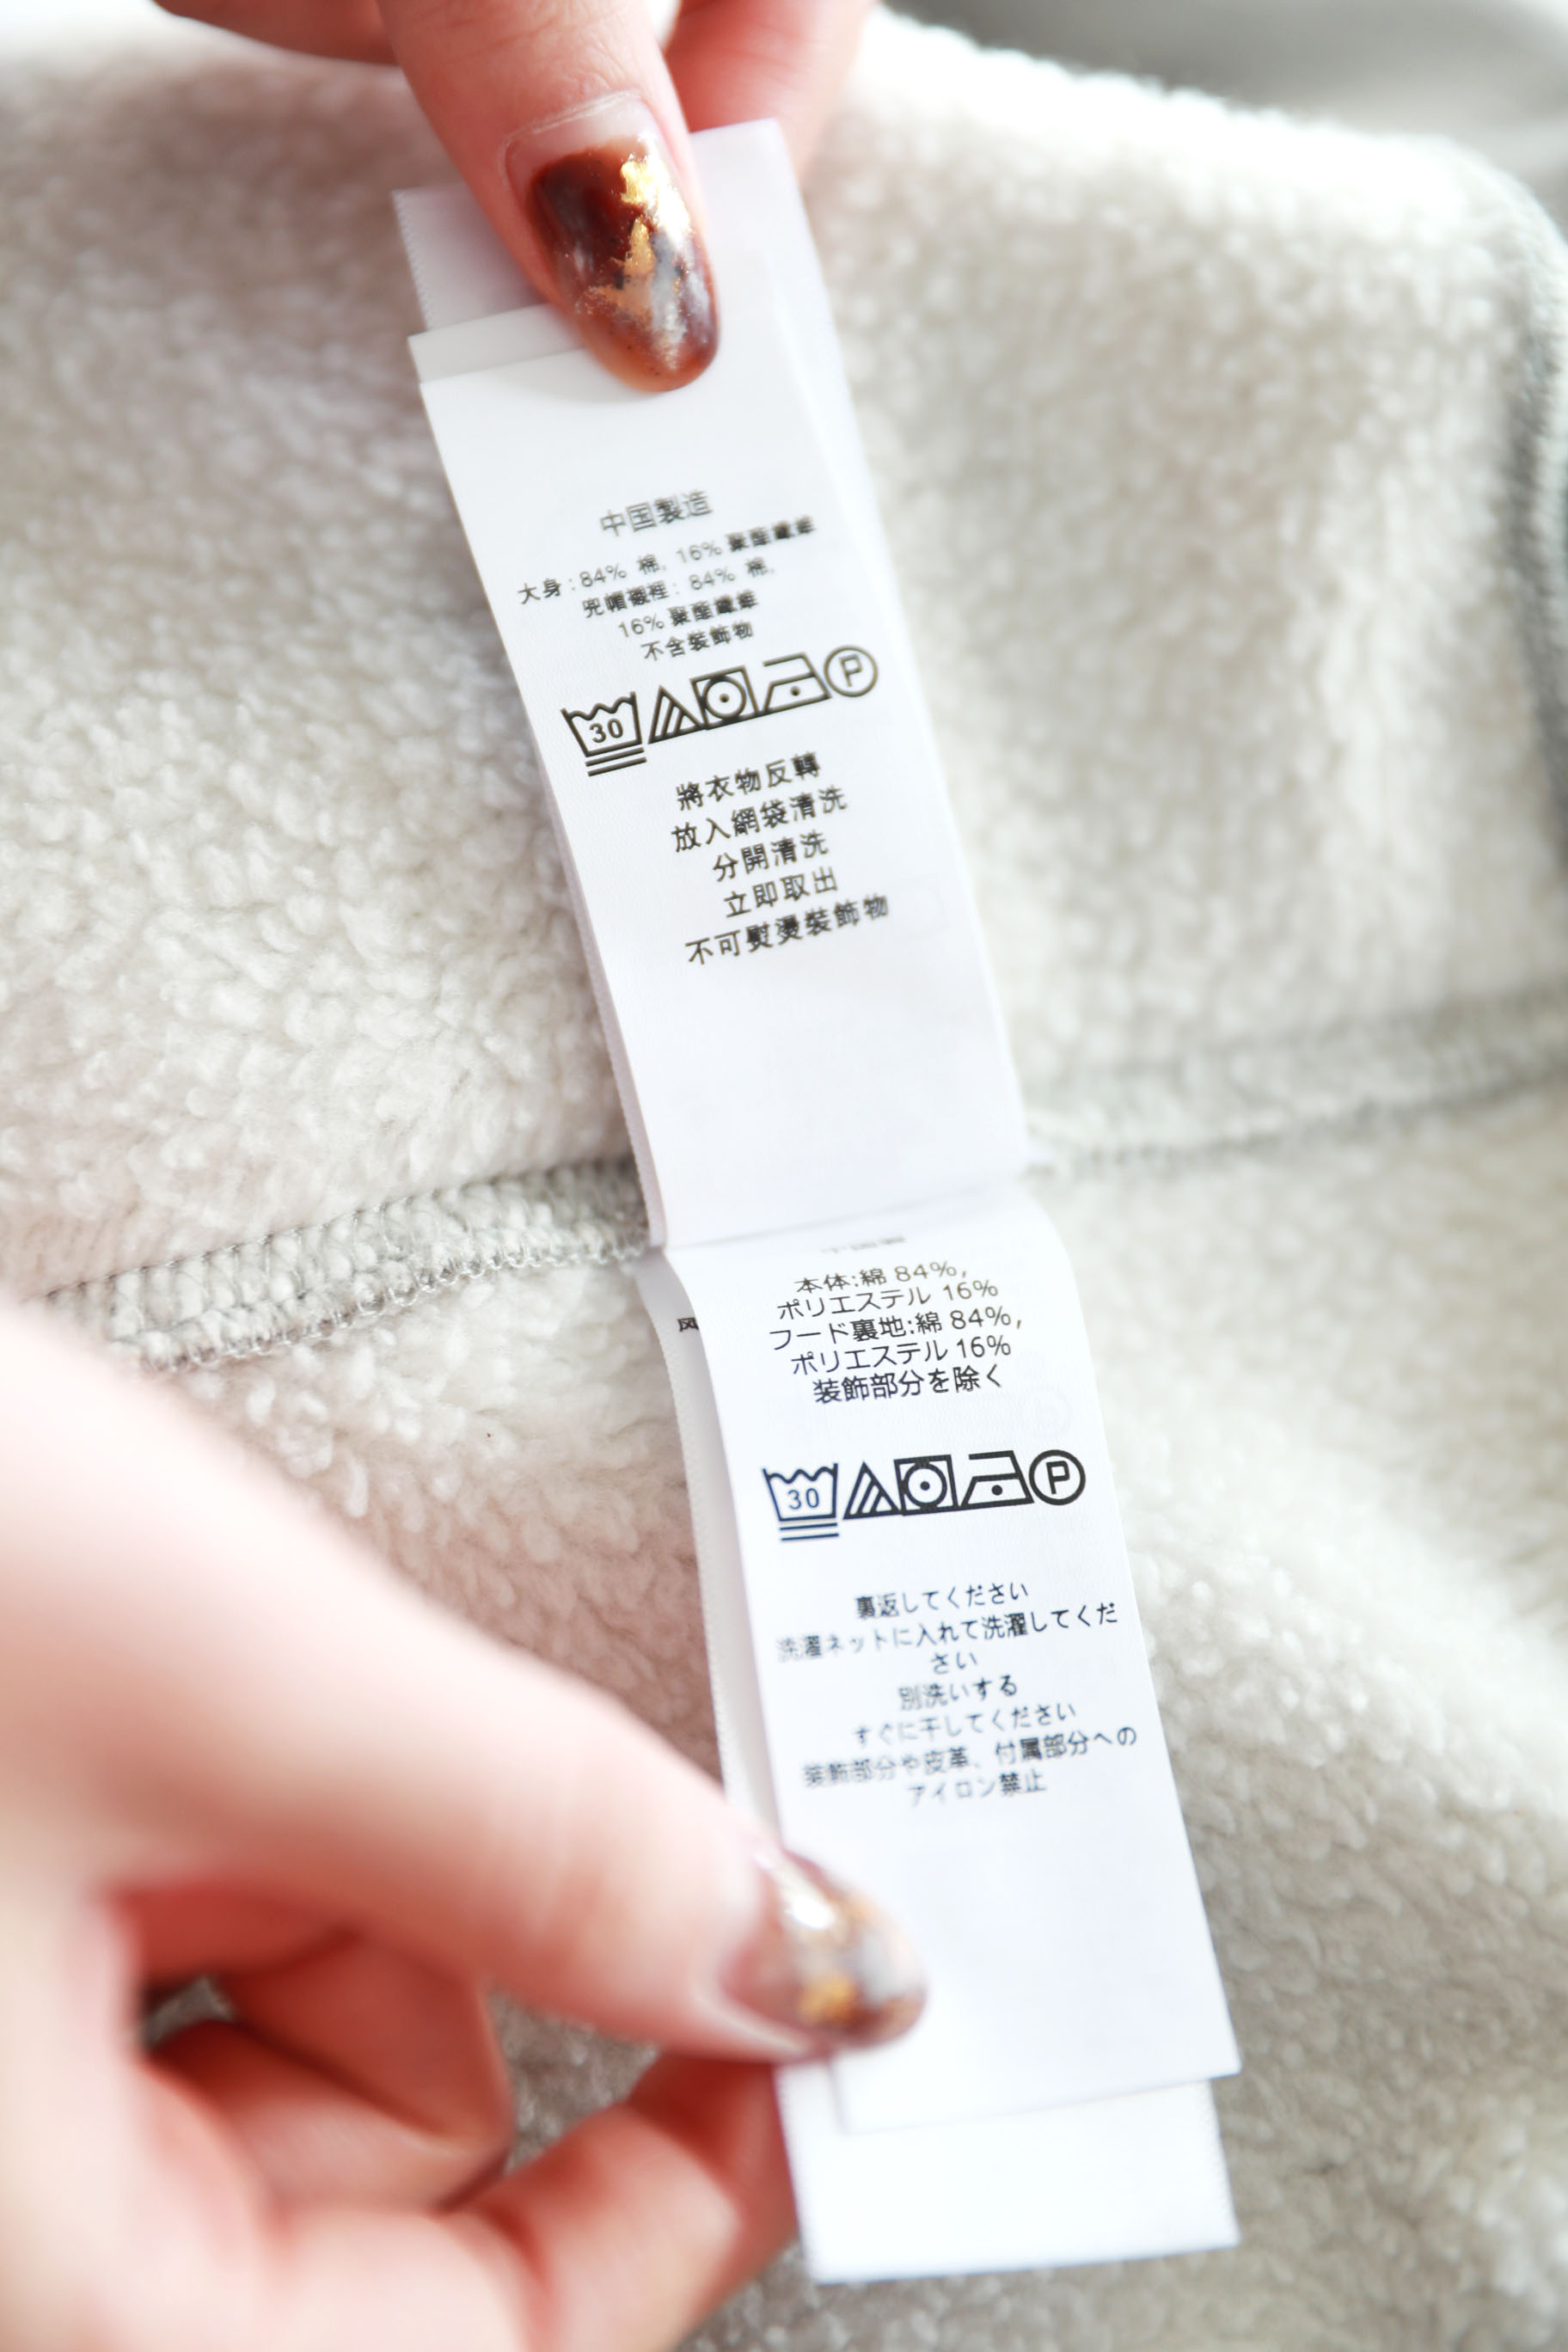 中国製造
大身:84% 棉, 16% 聚酯纖維
兜帽襯裡: 84% 棉,
16% 聚酯纖維
不含裝飾物
30
P
將衣物反轉
放入網袋清洗
分開清洗
立即取出
不可熨燙裝飾物
本体:綿 84%,
ポリエステル 16%
フード裏地:綿 84%,
ポリエステル 16%
装飾部分を除く
30
P
裏返してください
洗濯ネットに入れて洗濯してくだ
さい
別洗いする
すぐに干してください
装飾部分や皮革、付属部分への
アイロン禁止